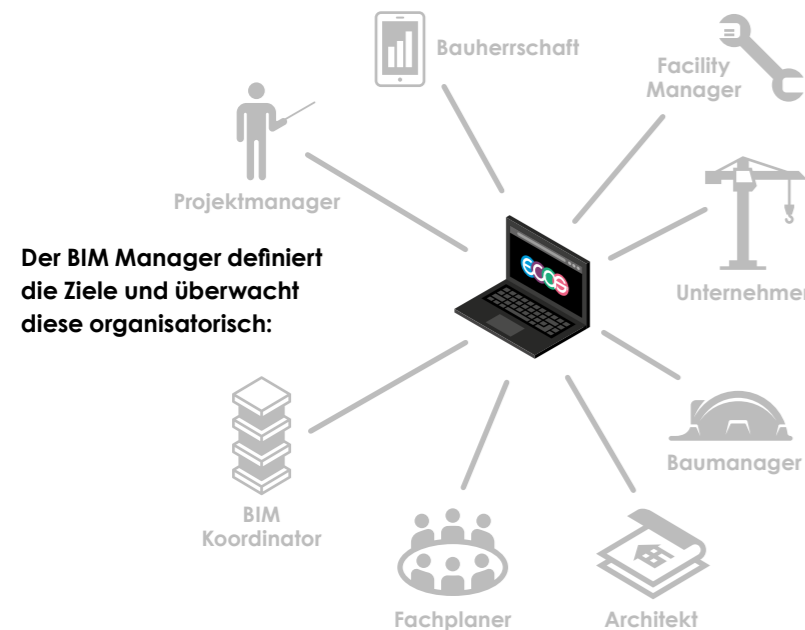 Bauherrschaft
Facility
Manager
Projektmanager
Der BIM Manager definiert
die Ziele und überwacht
diese organisatorisch:
ECOS
Unternehmer
BIM
Koordinator
Baumanager
Fachplaner
Architekt